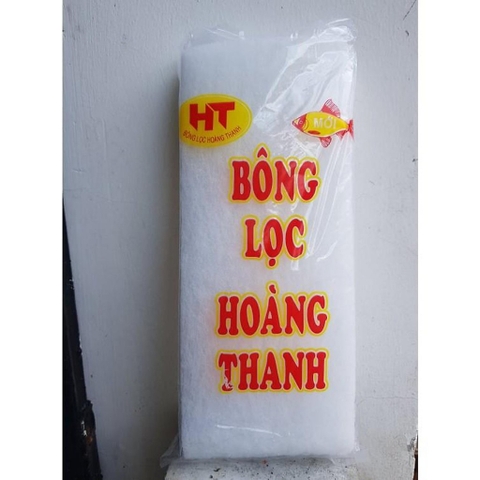 HT
BÔNG LỌC HOÀNG THANH
MỚI
BÔNG
LỌC
HOÀNG
THANH